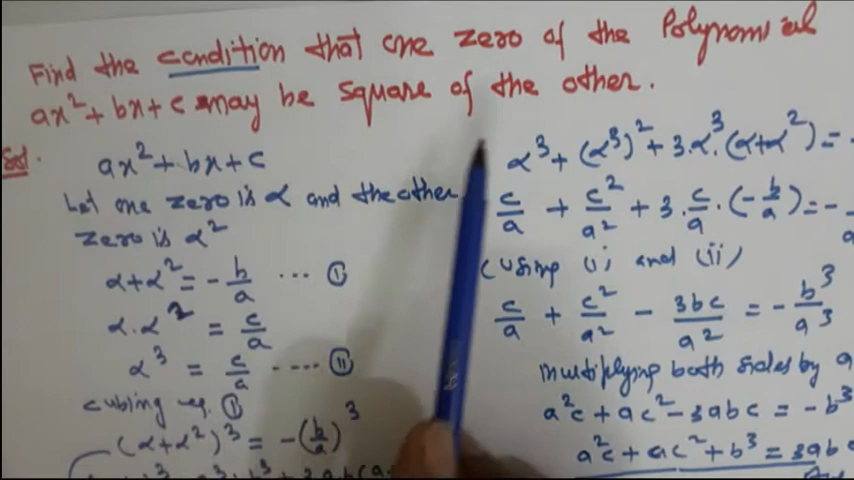 Find the condition that one zero of the Polynomial
ax² + bx + c may be square of the other.
Sol.
ax² + bx + c
Let one zero is α and the other
zero is α²
α + α² = - b/a ... (i)
α · α² = c/a
α³ = c/a ---- (ii)
cubing eq. (i)
(α + α²)³ = -(b/a)³
α³ + (α³)² + 3·α³·(α + α²) = -
c/a + c²/a² + 3·c/a·(-b/a) = -
(using (i) and (ii))
c/a + c²/a² - 3bc/a² = - b³/a³
multiplying both sides by a
a²c + ac² - 3abc = -b³
a²c + ac² + b³ = 3abc